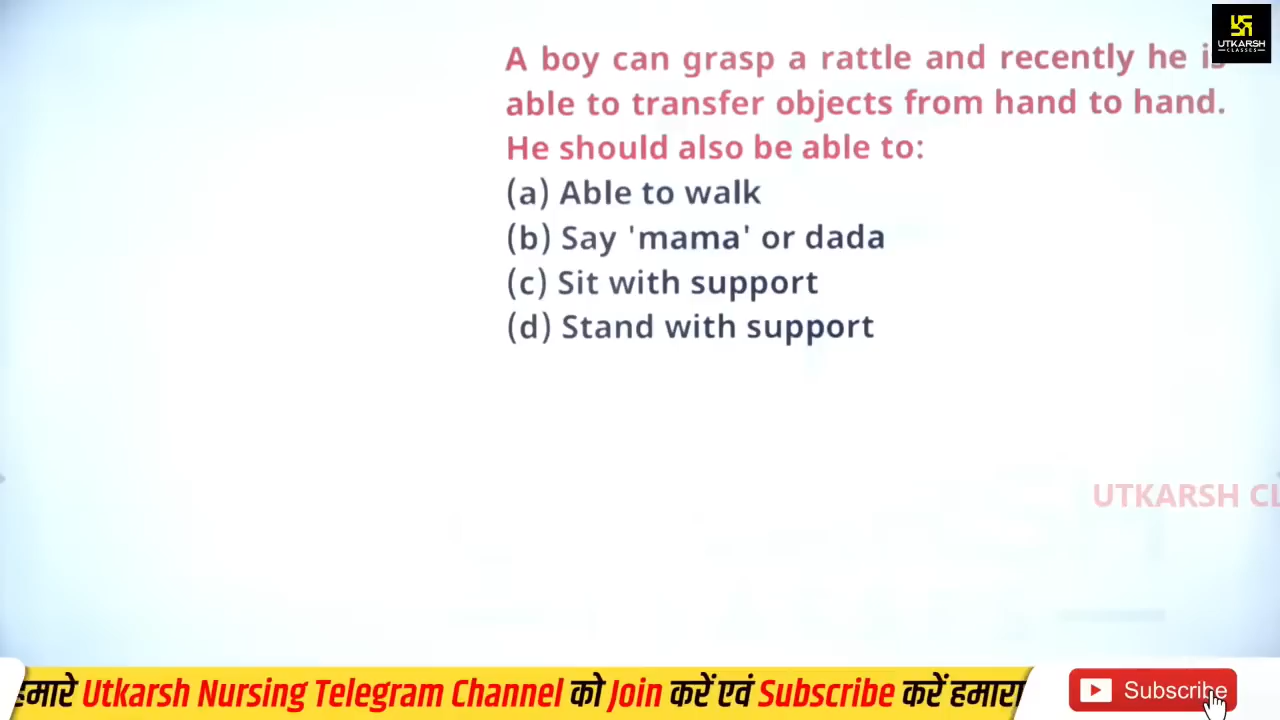 UTKARSH
CLASSES
A boy can grasp a rattle and recently he is
able to transfer objects from hand to hand.
He should also be able to:
(a) Able to walk
(b) Say 'mama' or dada
(c) Sit with support
(d) Stand with support
UTKARSH CL
हमारे Utkarsh Nursing Telegram Channel को Join करें एवं Subscribe करें हमारा
Subscribe